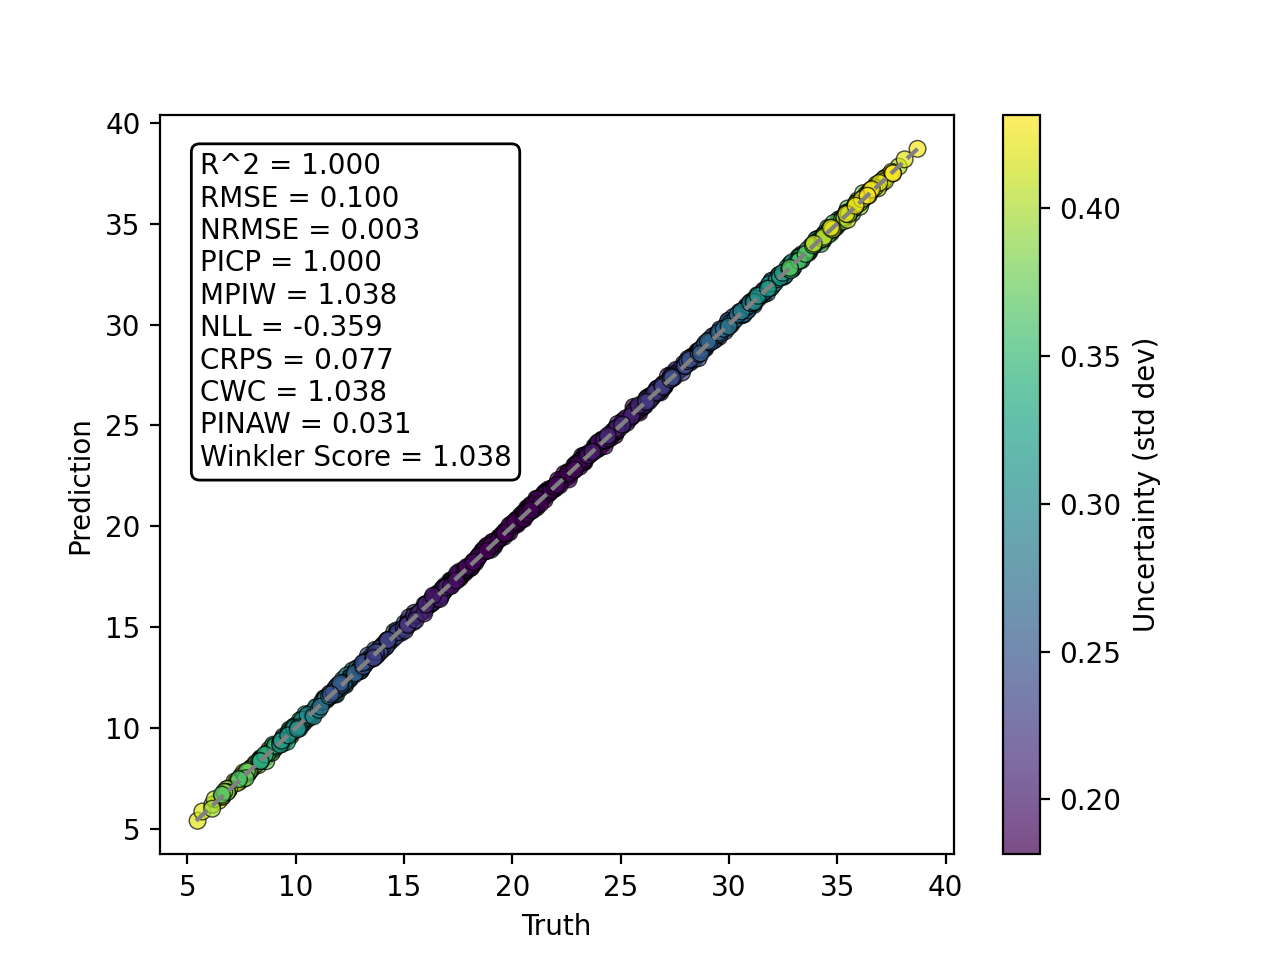 R^2 = 1.000
RMSE = 0.100
NRMSE = 0.003
PICP = 1.000
MPIW = 1.038
NLL = -0.359
CRPS = 0.077
CWC = 1.038
PINAW = 0.031
Winkler Score = 1.038
40
35
30
25
20
15
10
5
Prediction
5 10 15 20 25 30 35 40
Truth
0.40
0.35
0.30
0.25
0.20
Uncertainty (std dev)